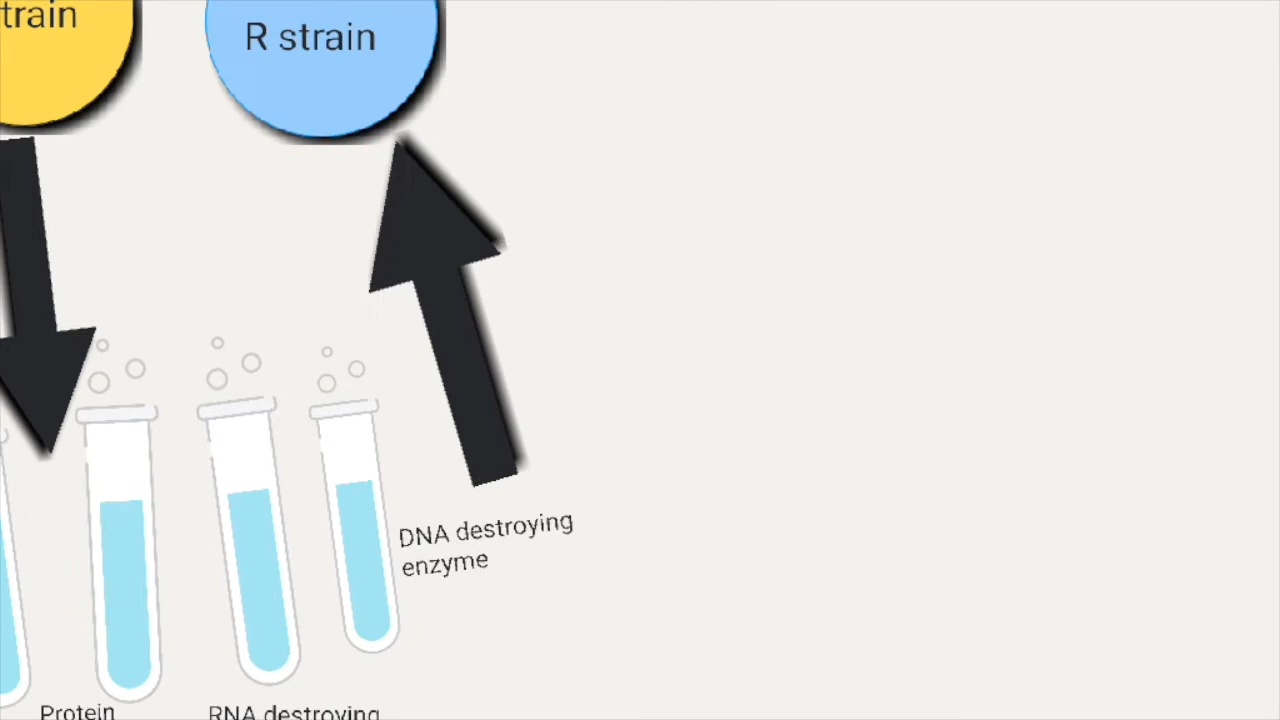 train
R strain
DNA destroying
enzyme
Protein
RNA destroying